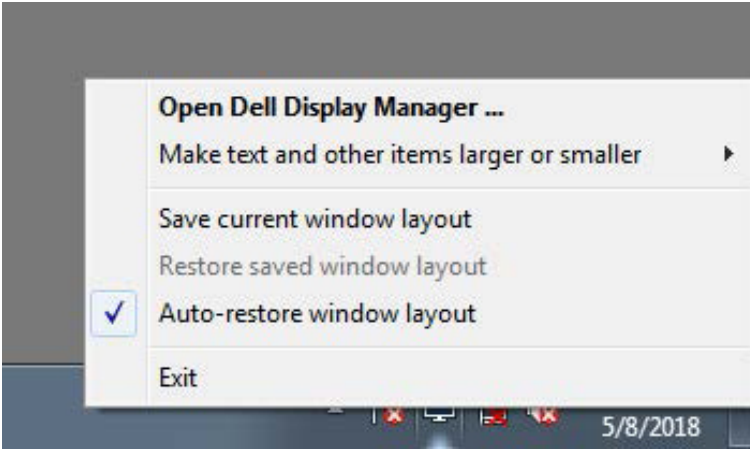 Open Dell Display Manager ...
Make text and other items larger or smaller
Save current window layout
Restore saved window layout
Auto-restore window layout
Exit
5/8/2018